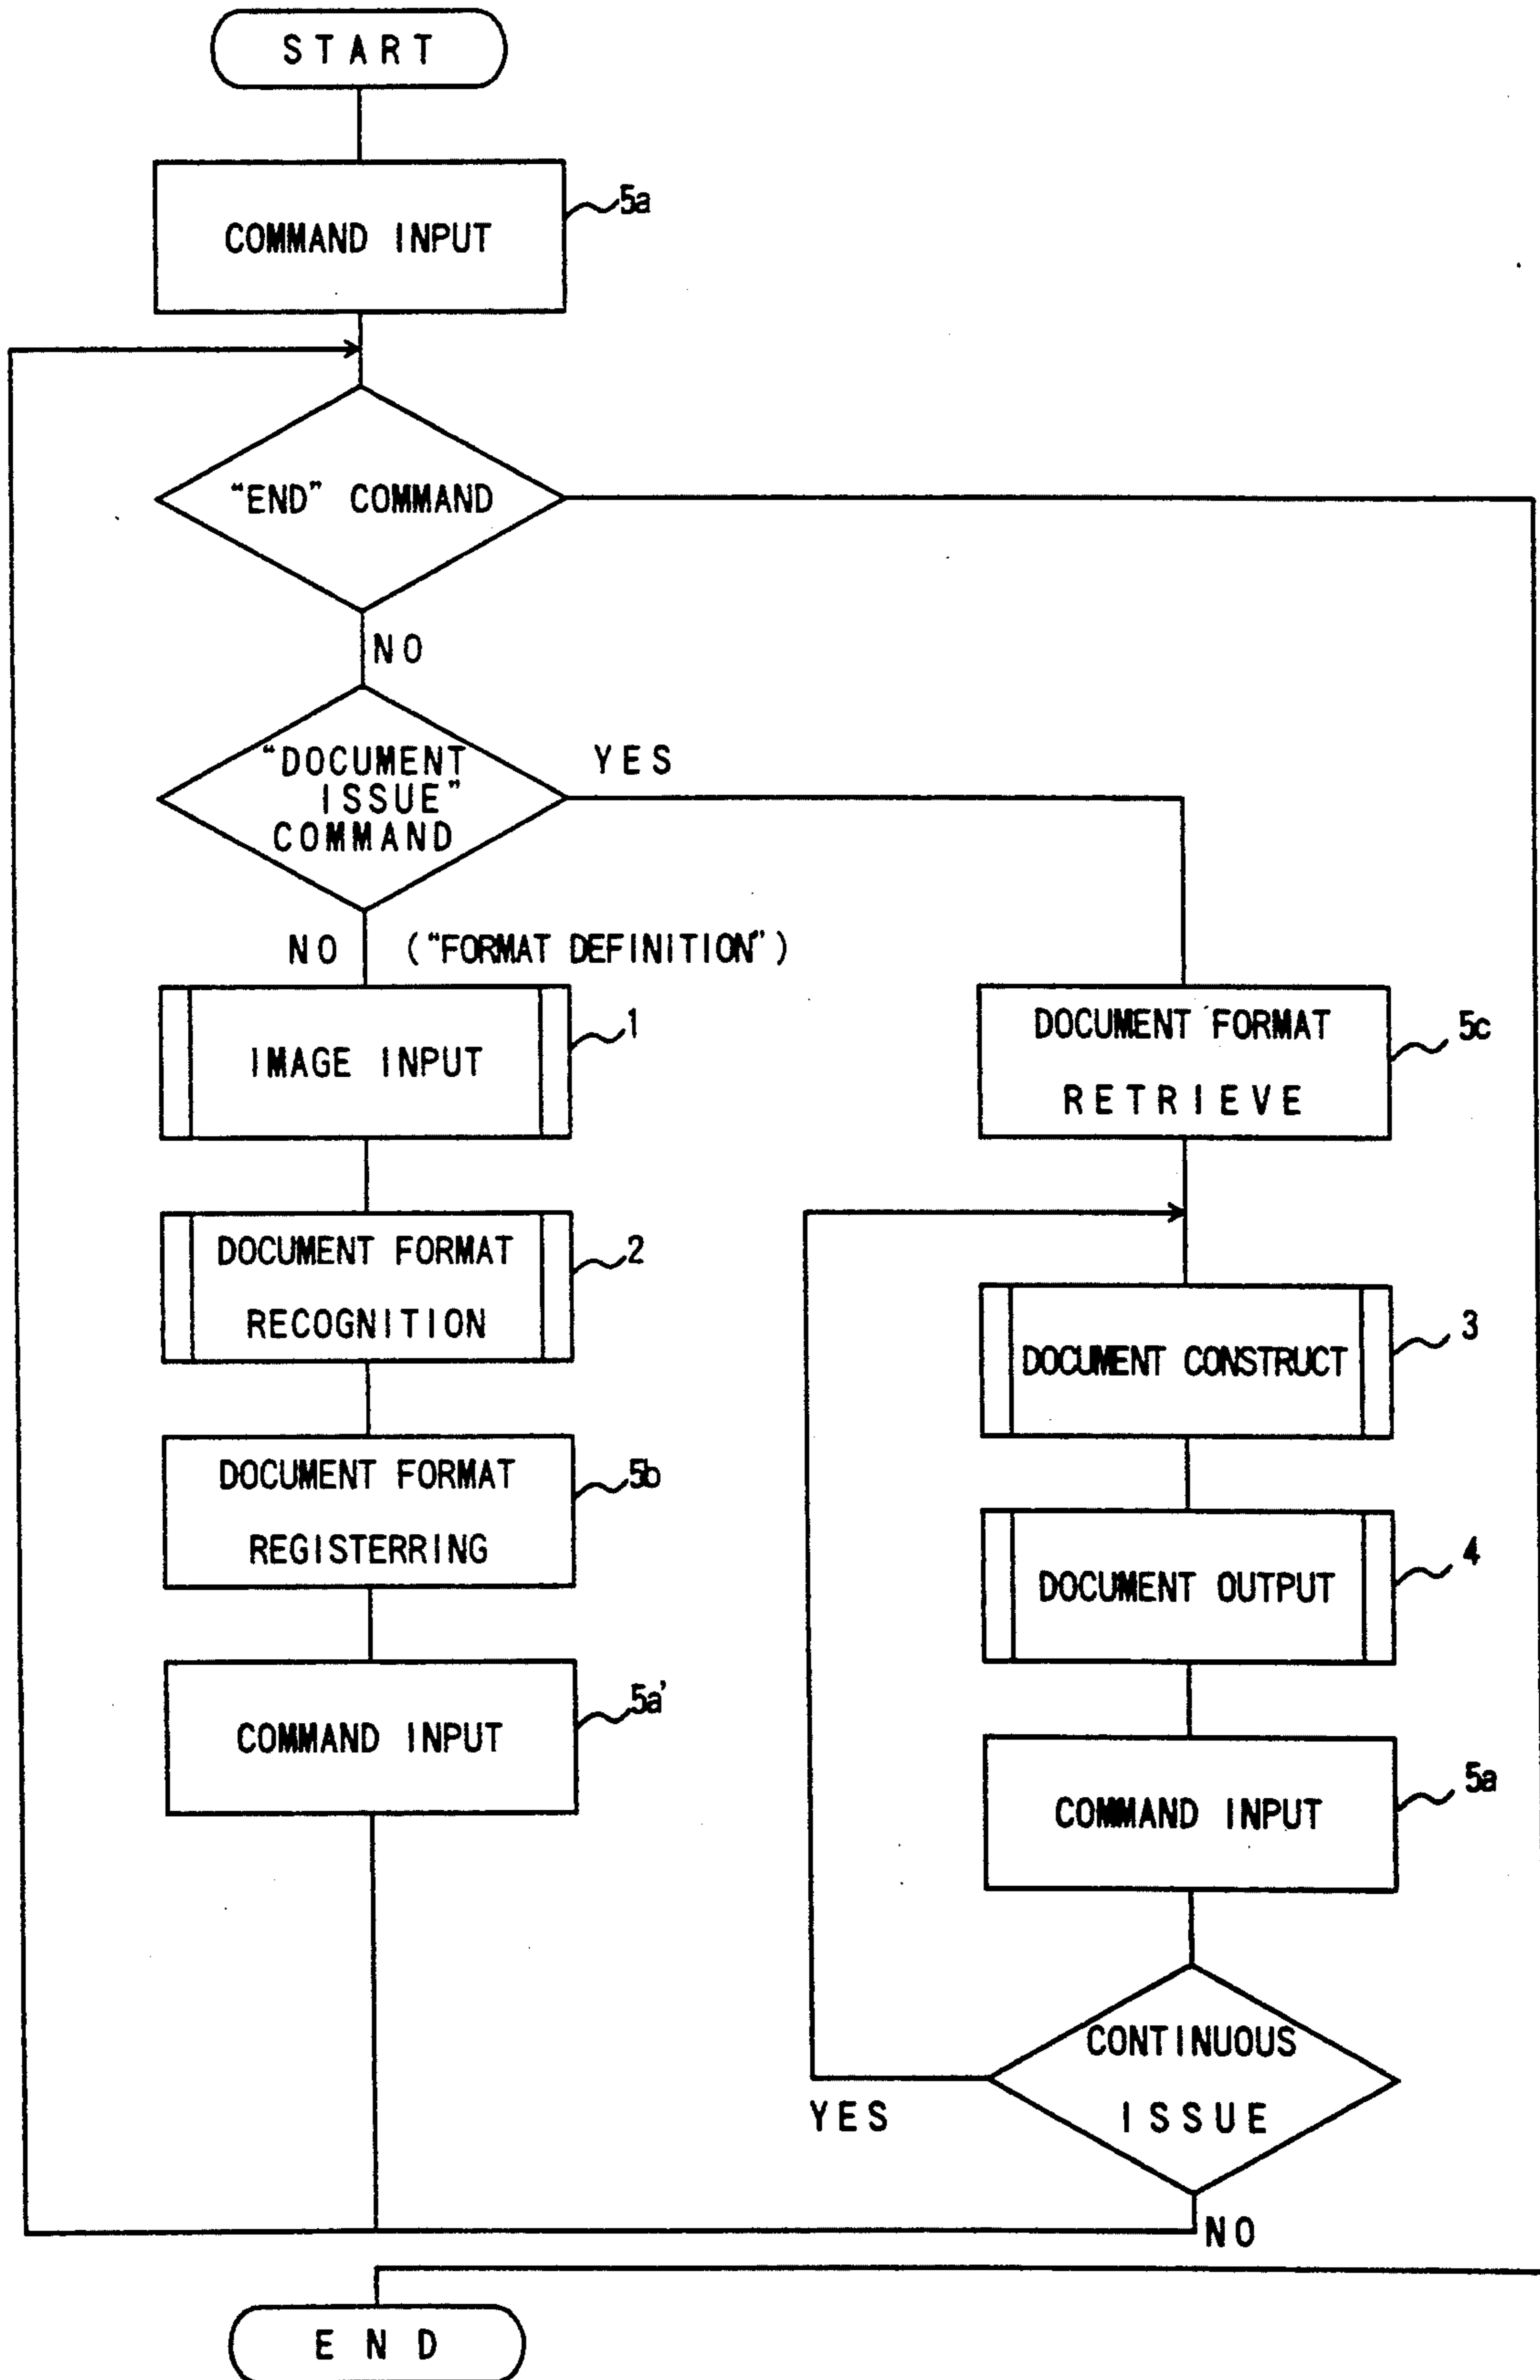 START
COMMAND INPUT
5a
“END” COMMAND
NO
“DOCUMENT
ISSUE”
COMMAND
YES
NO
(“FORMAT DEFINITION”)
IMAGE INPUT
1
DOCUMENT FORMAT
RECOGNITION
2
DOCUMENT FORMAT
REGISTERRING
5b
COMMAND INPUT
5a'
DOCUMENT FORMAT
RETRIEVE
5c
DOCUMENT CONSTRUCT
3
DOCUMENT OUTPUT
4
COMMAND INPUT
5a
CONTINUOUS
ISSUE
YES
NO
END